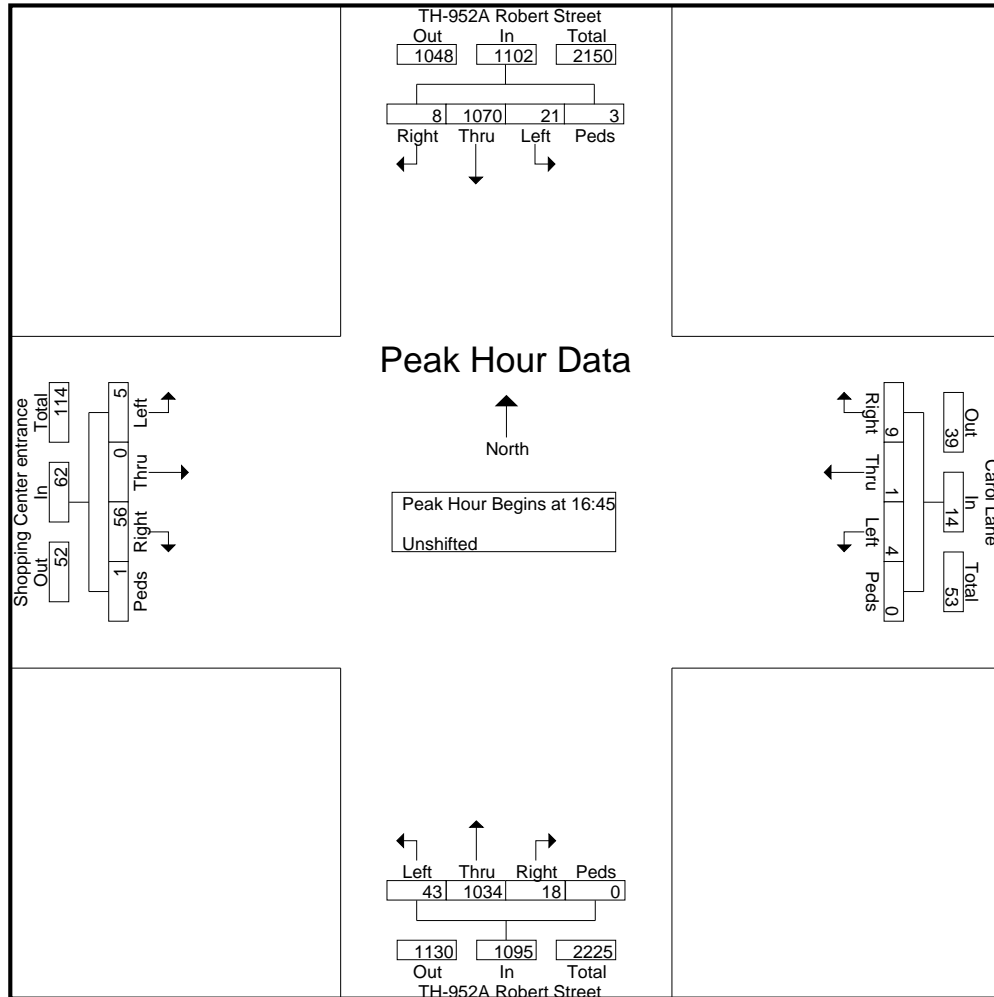 TH-952A Robert Street
Out In Total
1048 1102 2150
8 1070 21 3
Right Thru Left Peds
Peak Hour Data
North
Peak Hour Begins at 16:45
Unshifted
Shopping Center entrance
Total In Out
114 62 52
5 0 56 1
Left Thru Right Peds
Carol Lane
Out In Total
39 14 53
9 1 4 0
Right Thru Left Peds
Left Thru Right Peds
43 1034 18 0
1130 1095 2225
Out In Total
TH-952A Robert Street